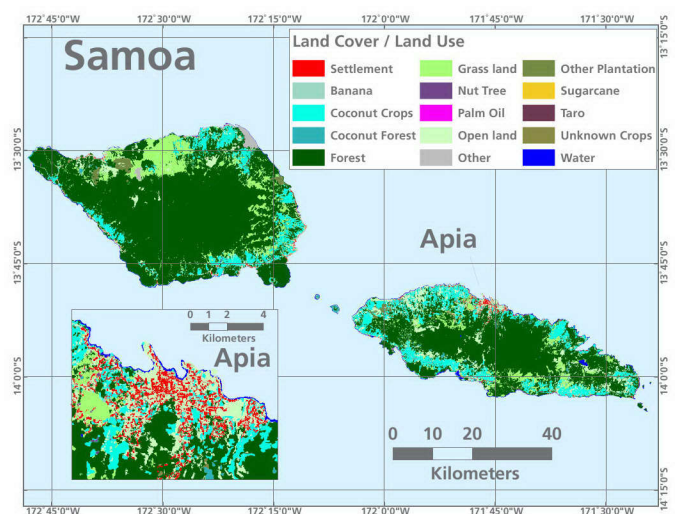 172°45'0"W 172°30'0"W 172°15'0"W 172°0'0"W 171°45'0"W 171°30'0"W
Samoa
Land Cover / Land Use
Settlement Grass land Other Plantation
Banana Nut Tree Sugarcane
Coconut Crops Palm Oil Taro
Coconut Forest Open land Unknown Crops
Forest Other Water
13°15'0"S
13°30'0"S 13°30'0"S
Apia
13°45'0"S 13°45'0"S
0 1 2 4
Kilometers
Apia
14°0'0"S 14°0'0"S
0 10 20 40
Kilometers
14°15'0"S
172°45'0"W 172°30'0"W 172°15'0"W 172°0'0"W 171°45'0"W 171°30'0"W